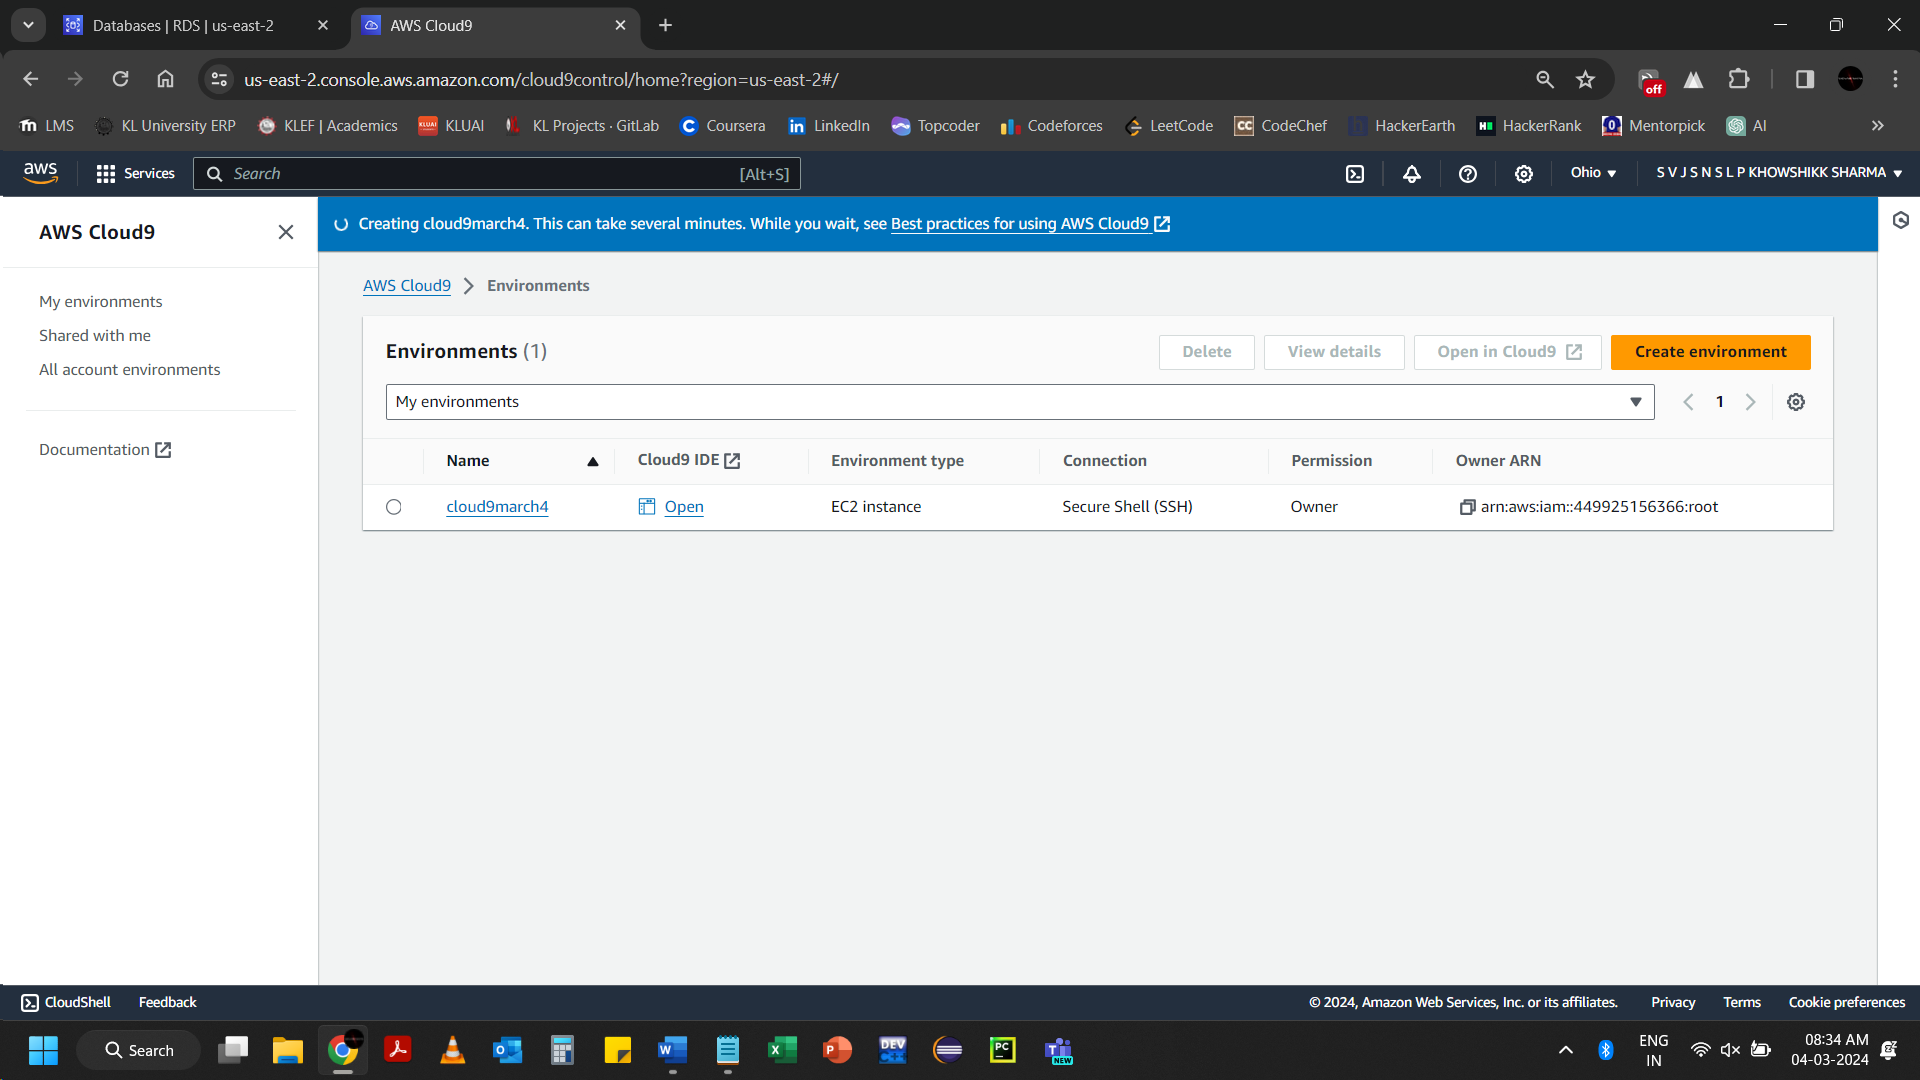 Databases | RDS | us-east-2
AWS Cloud9
us-east-2.console.aws.amazon.com/cloud9control/home?region=us-east-2#/
off
LMS
KL University ERP
KLEF | Academics
KLUAI
KLUAI
KL Projects · GitLab
Coursera
LinkedIn
Topcoder
Codeforces
LeetCode
CC
CodeChef
HackerEarth
HackerRank
Mentorpick
AI
aws
Services
Search
[Alt+S]
Ohio
S V J S N S L P KHOWSHIKK SHARMA
AWS Cloud9
Creating cloud9march4. This can take several minutes. While you wait, see Best practices for using AWS Cloud9
My environments
Shared with me
All account environments
Documentation
AWS Cloud9
Environments
Environments (1)
Delete
View details
Open in Cloud9
Create environment
My environments
1
Name
Cloud9 IDE
Environment type
Connection
Permission
Owner ARN
cloud9march4
Open
EC2 instance
Secure Shell (SSH)
Owner
arn:aws:iam::449925156366:root
CloudShell
Feedback
© 2024, Amazon Web Services, Inc. or its affiliates.
Privacy
Terms
Cookie preferences
Search
DEV
PC
NEW
ENG
IN
08:34 AM
04-03-2024